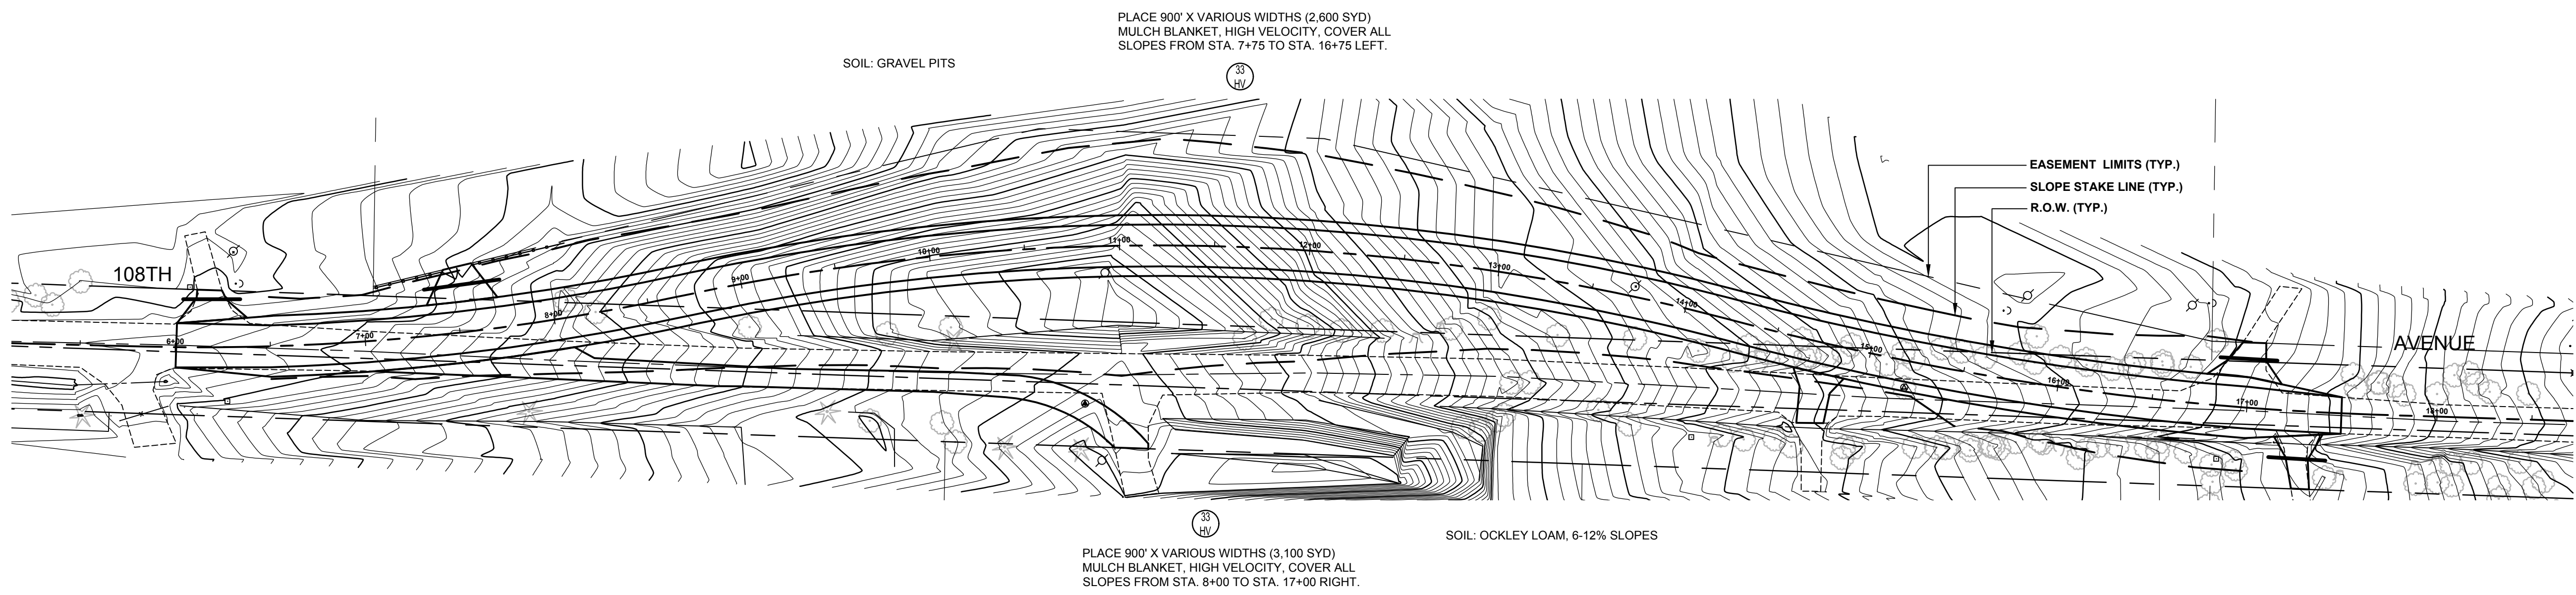 PLACE 900' X VARIOUS WIDTHS (2,600 SYD)
MULCH BLANKET, HIGH VELOCITY, COVER ALL
SLOPES FROM STA. 7+75 TO STA. 16+75 LEFT.
SOIL: GRAVEL PITS
33
HV
EASEMENT LIMITS (TYP.)
SLOPE STAKE LINE (TYP.)
R.O.W. (TYP.)
108TH
AVENUE
6+00
7+00
8+00
9+00
10+00
11+00
12+00
13+00
14+00
15+00
16+00
17+00
18+00
33
HV
SOIL: OCKLEY LOAM, 6-12% SLOPES
PLACE 900' X VARIOUS WIDTHS (3,100 SYD)
MULCH BLANKET, HIGH VELOCITY, COVER ALL
SLOPES FROM STA. 8+00 TO STA. 17+00 RIGHT.